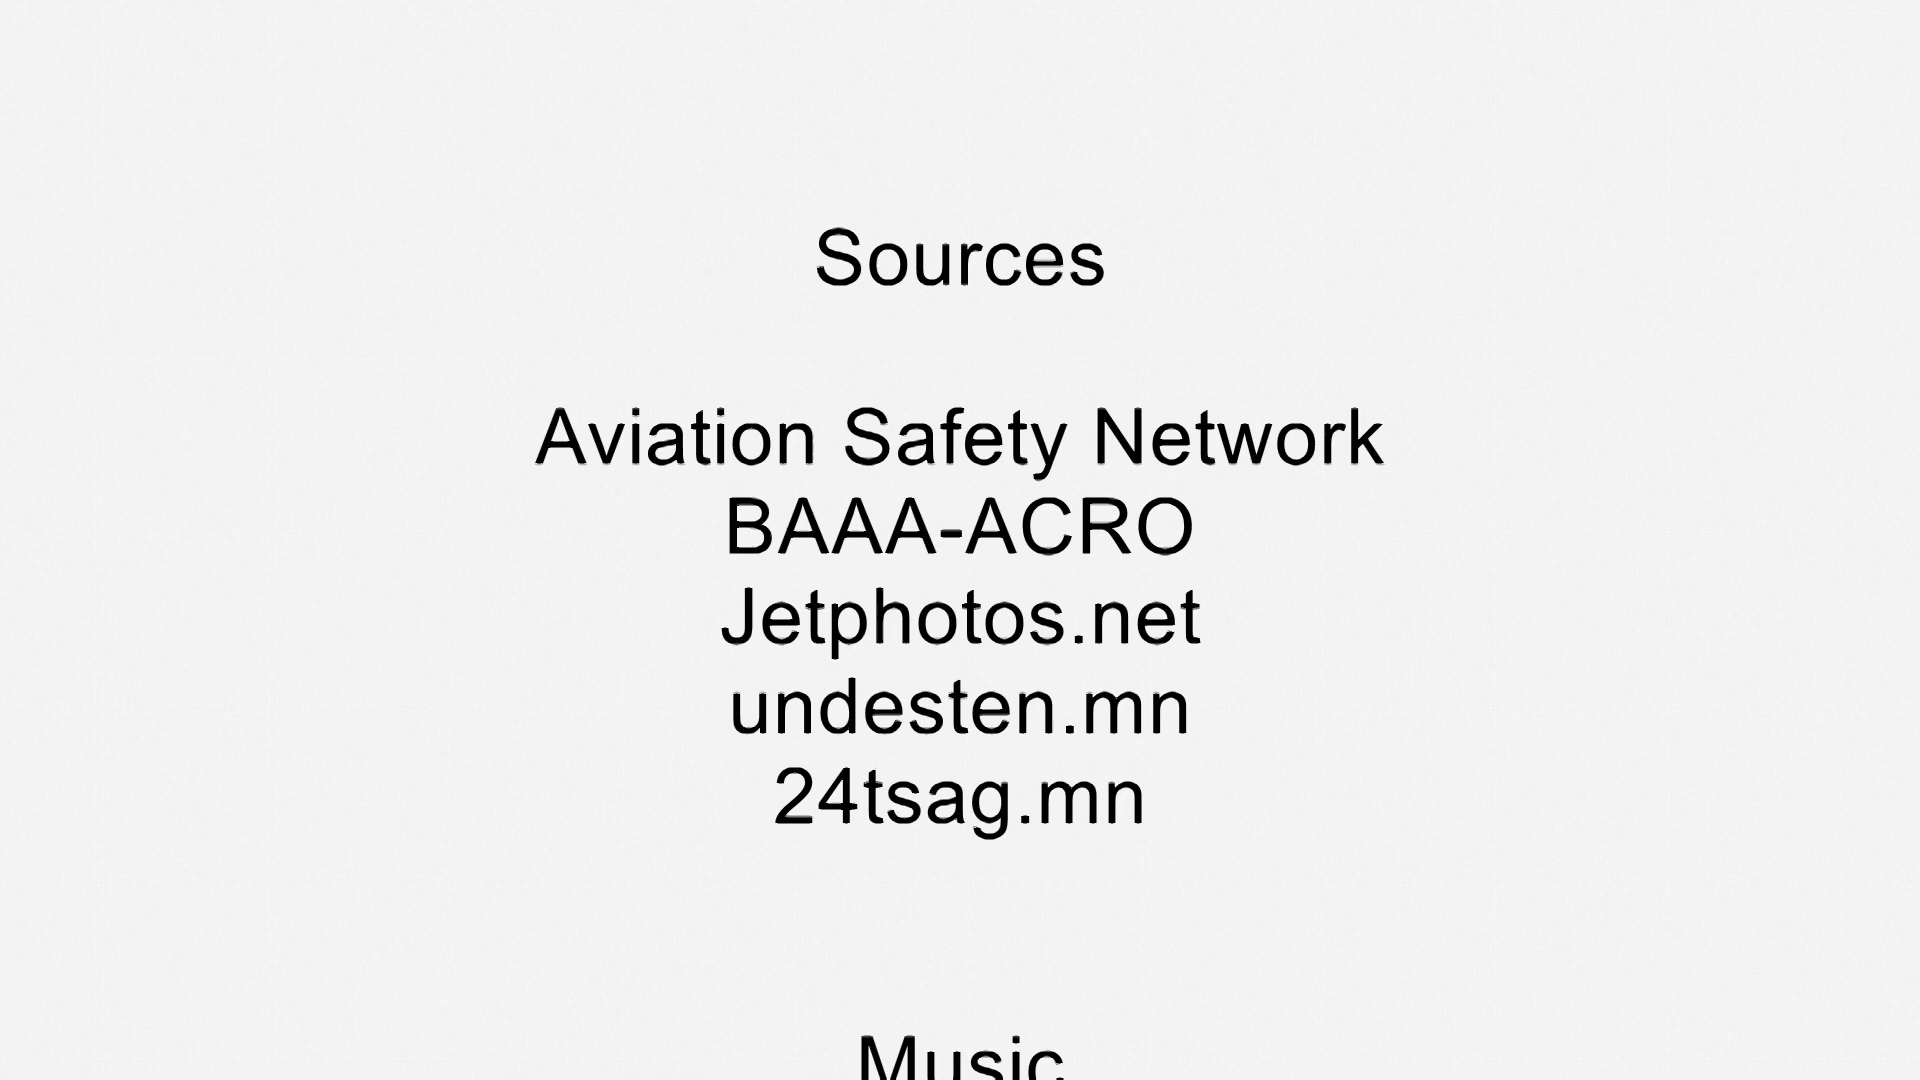 Sources
Aviation Safety Network
BAAA-ACRO
Jetphotos.net
undesten.mn
24tsag.mn
Music